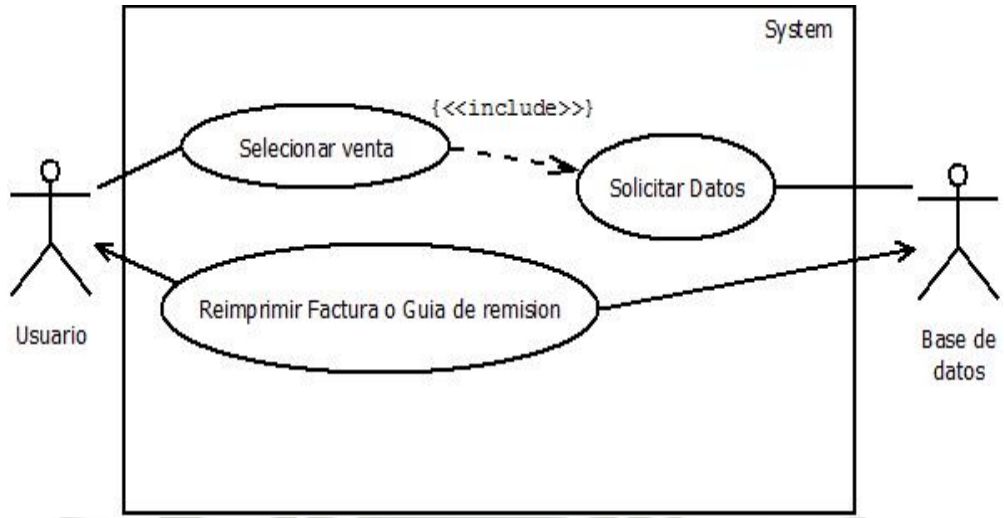 System
{<<include>>}
Selecionar venta
Solicitar Datos
Reimprimir Factura o Guia de remision
Usuario
Base de
datos